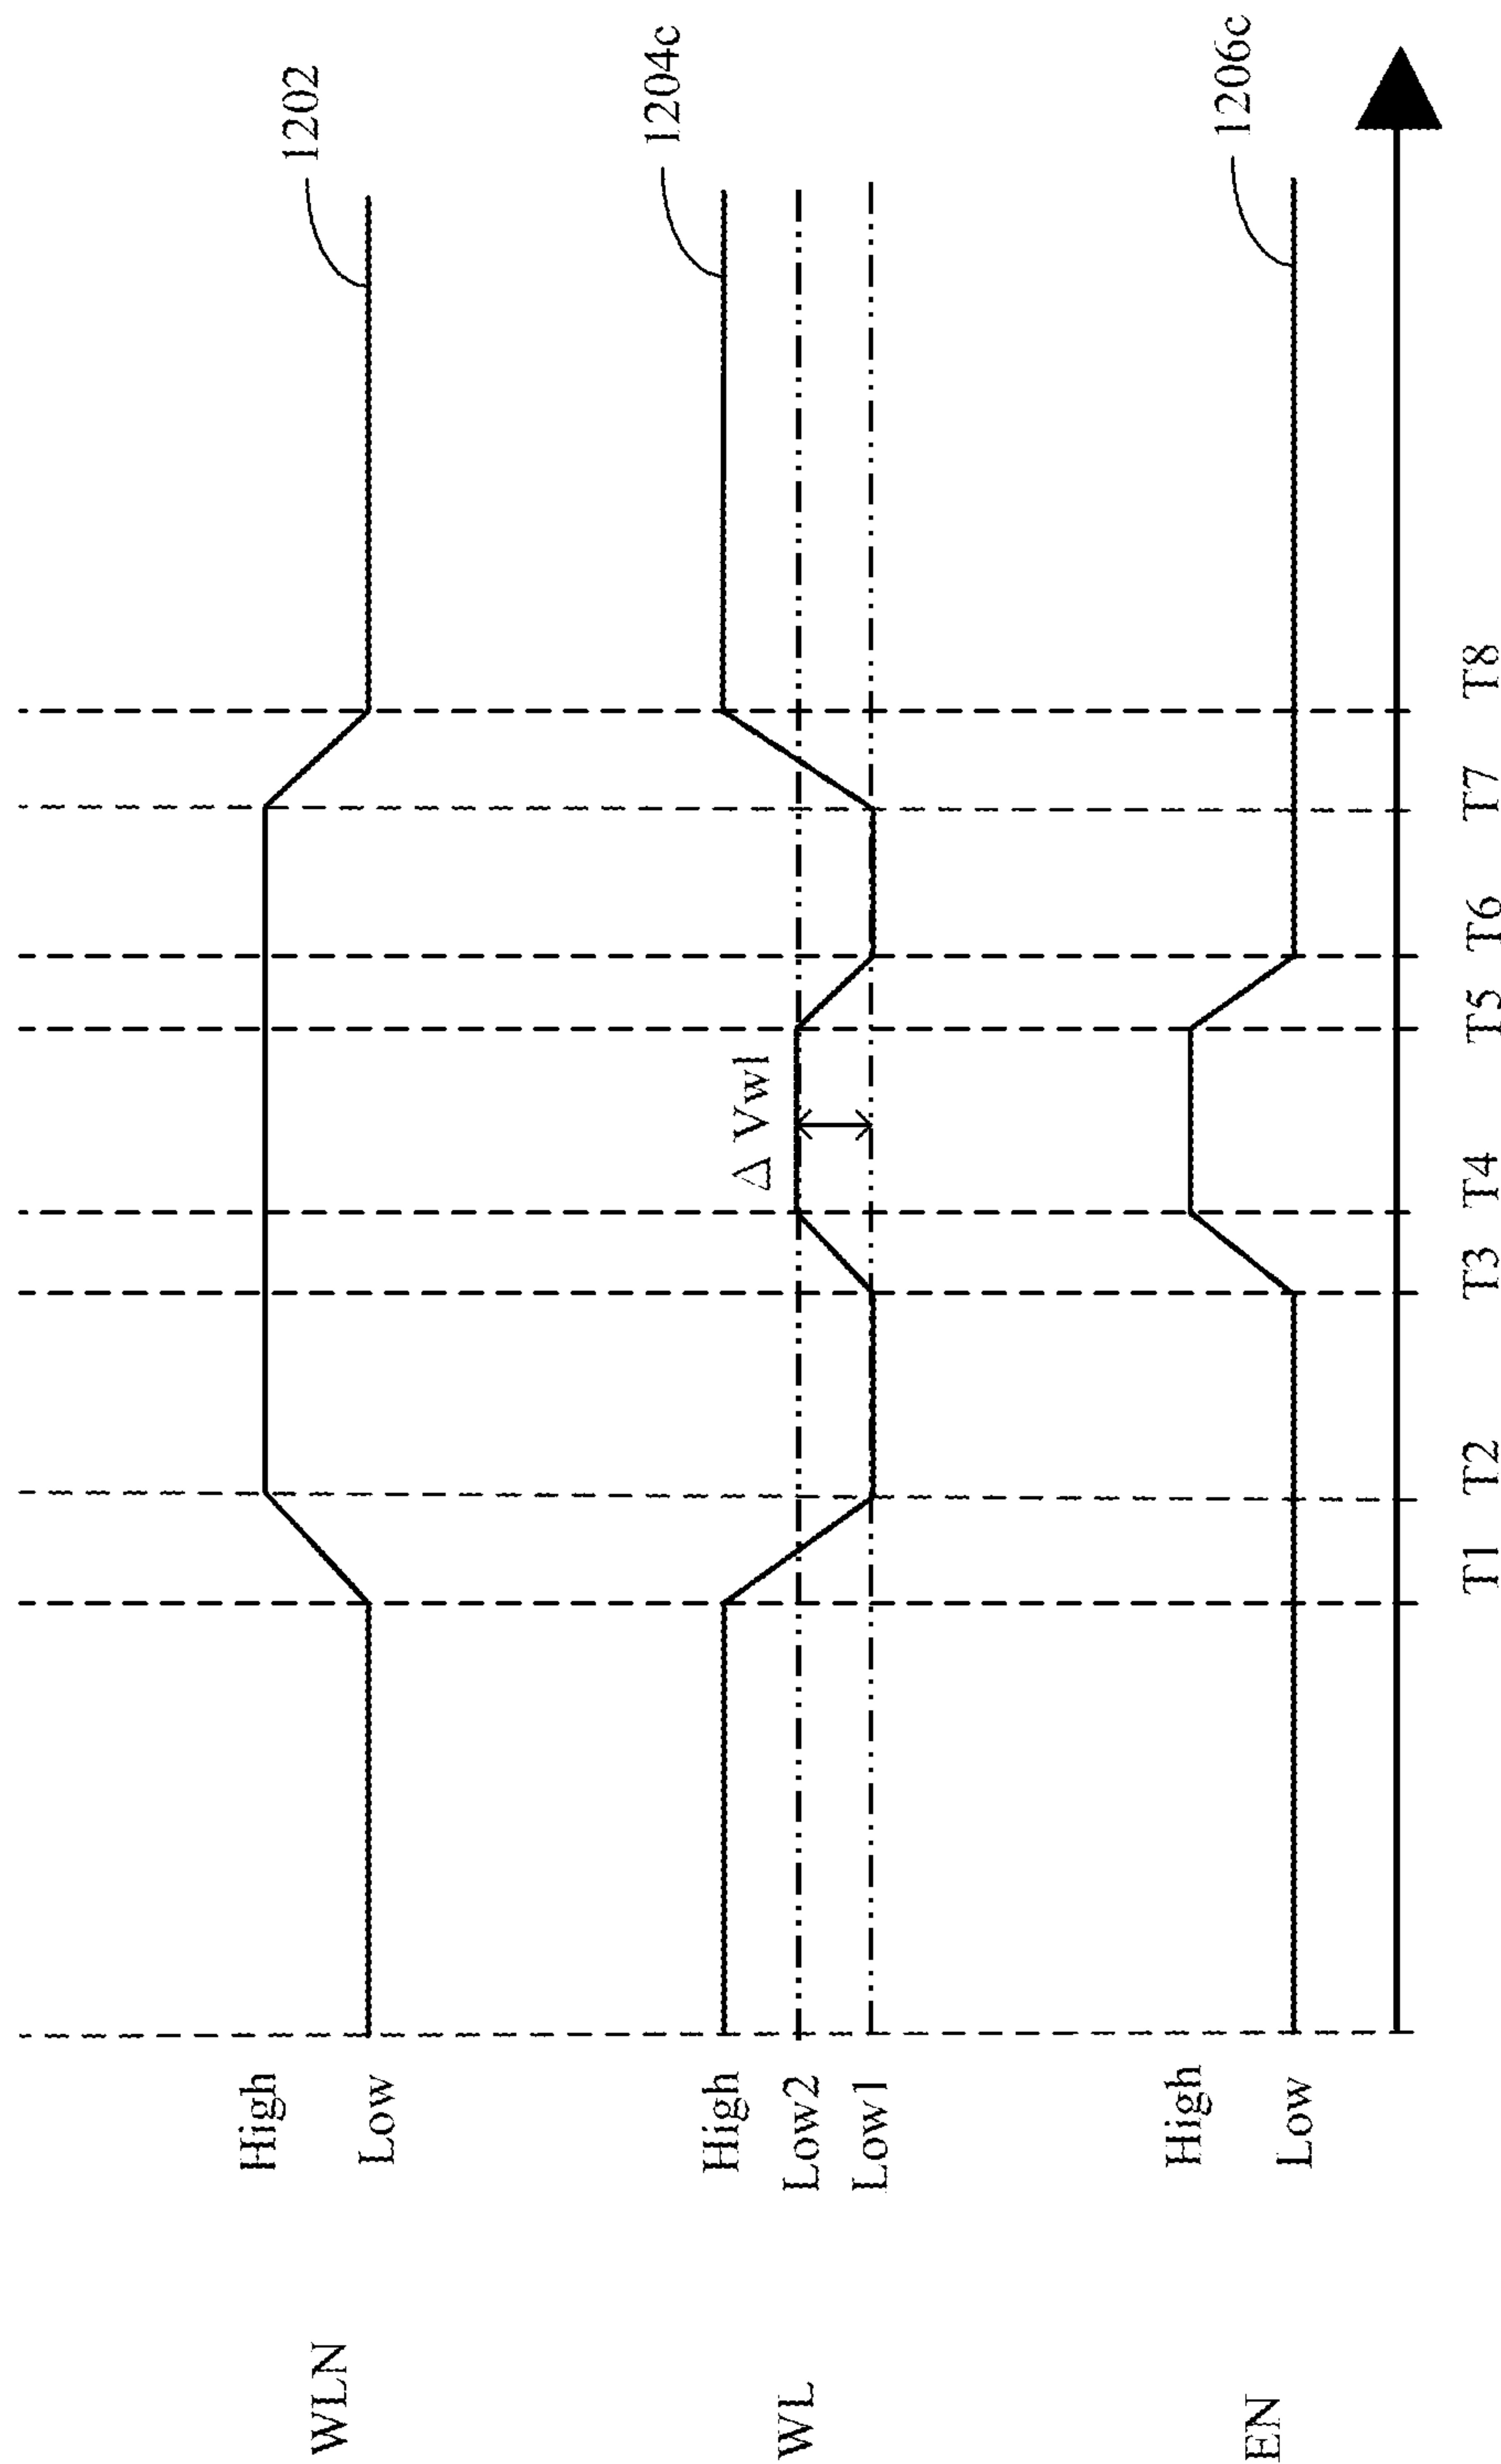 WLN
High
Low
1202
WL
High
Low2
Low1
Δ Vwl
1204c
EN
High
Low
1206c
T1 T2 T3 T4 T5 T6 T7 T8